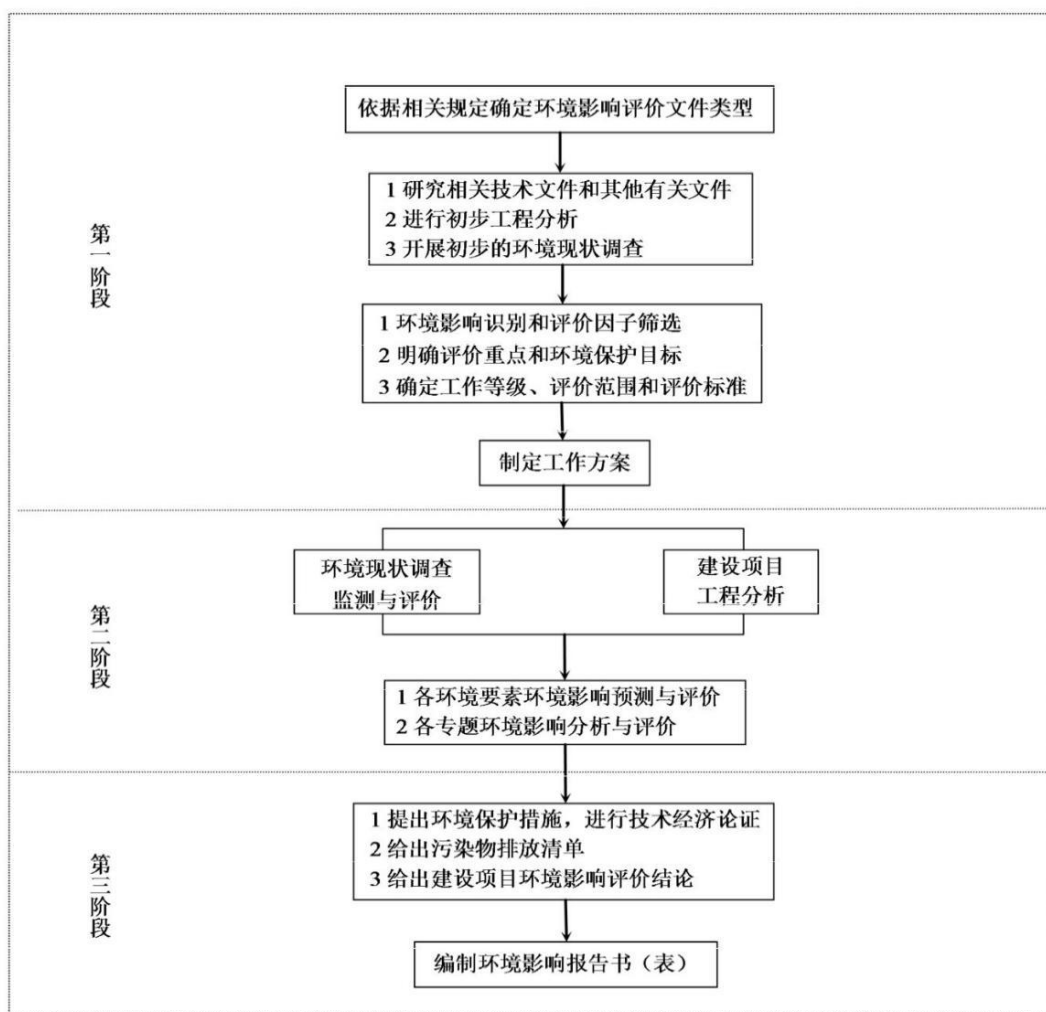 依据相关规定确定环境影响评价文件类型
1 研究相关技术文件和其他有关文件
2 进行初步工程分析
3 开展初步的环境现状调查
第一阶段
1 环境影响识别和评价因子筛选
2 明确评价重点和环境保护目标
3 确定工作等级、评价范围和评价标准
制定工作方案
环境现状调查
监测与评价
建设项目
工程分析
第二阶段
1 各环境要素环境影响预测与评价
2 各专题环境影响分析与评价
1 提出环境保护措施，进行技术经济论证
2 给出污染物排放清单
3 给出建设项目环境影响评价结论
第三阶段
编制环境影响报告书（表）